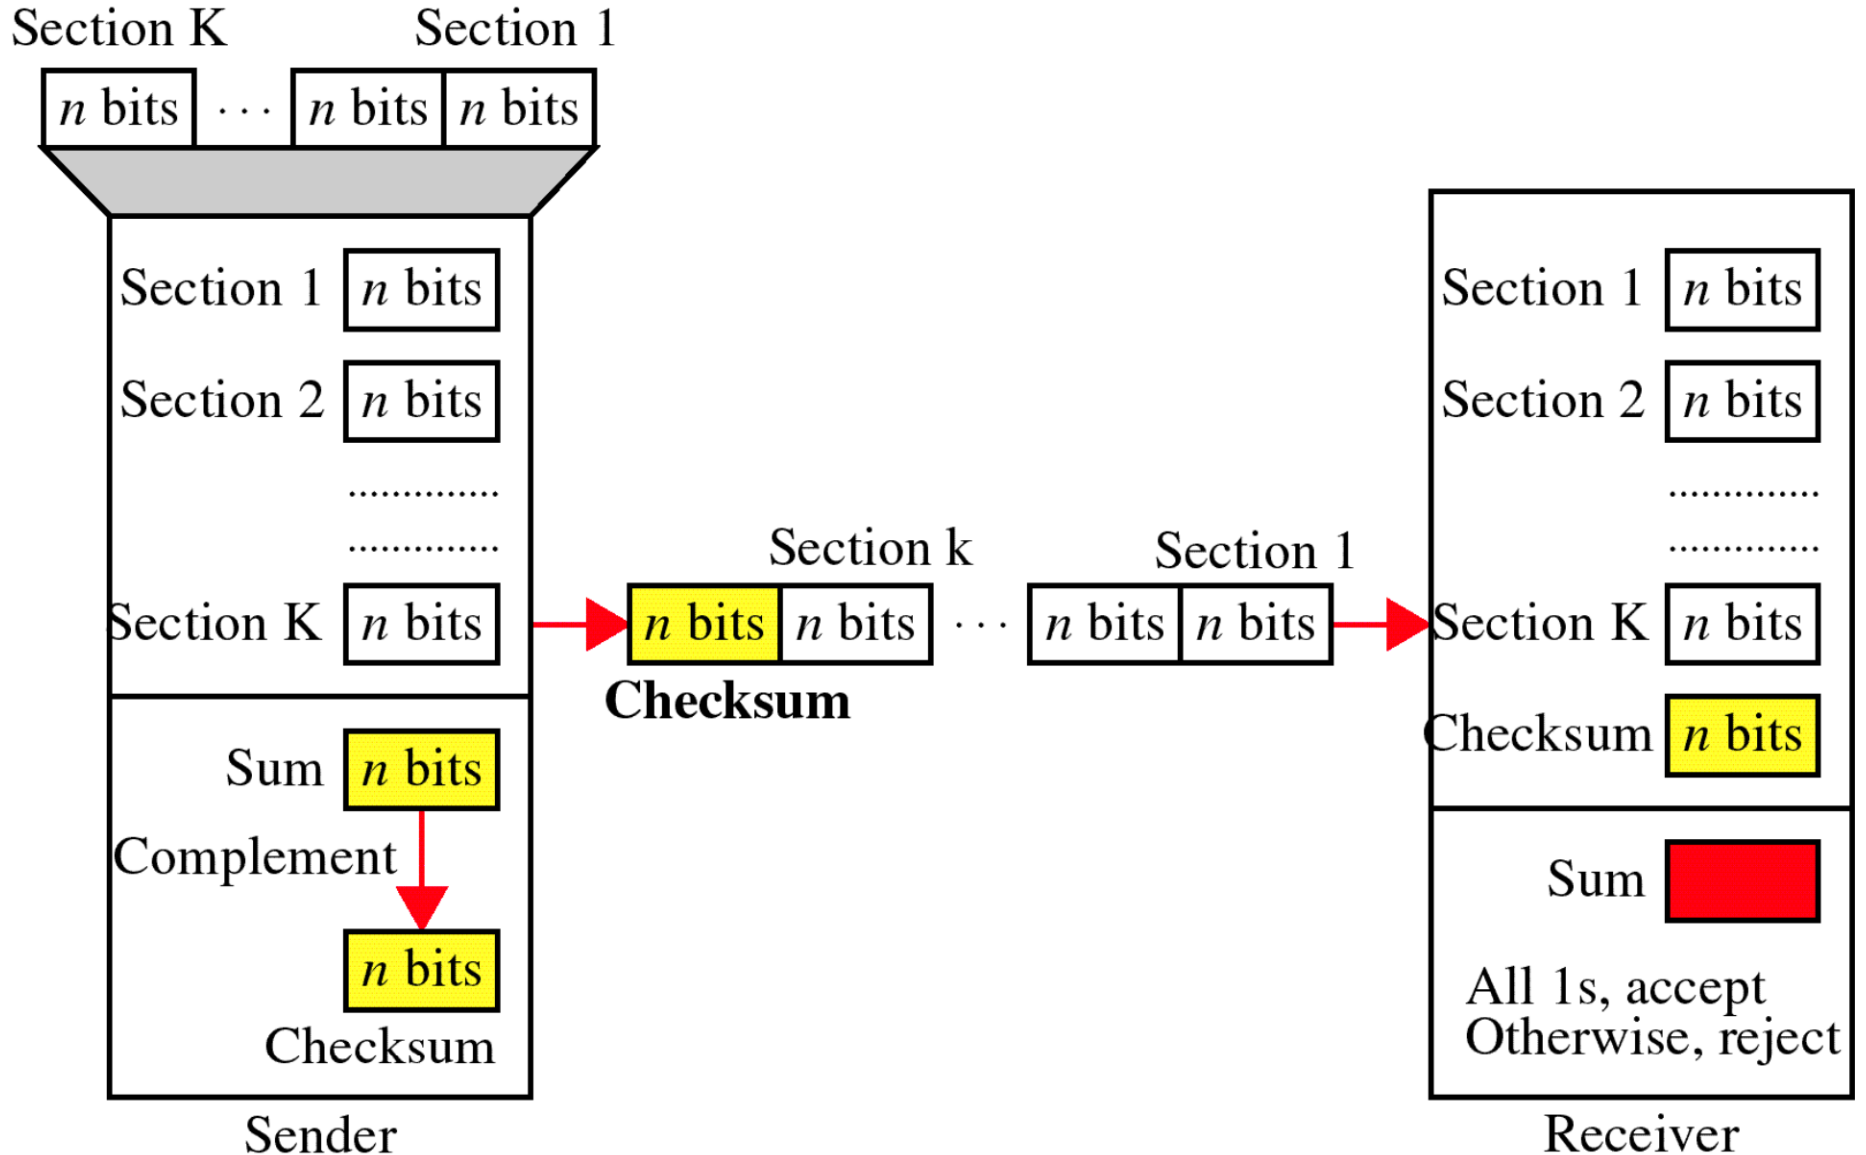 Section K Section 1
n bits ... n bits n bits
Section 1 n bits
Section 2 n bits
..............
..............
Section K n bits
Sum n bits
Complement
n bits
Checksum
Sender
Section k Section 1
n bits n bits ... n bits n bits
Checksum
Section 1 n bits
Section 2 n bits
..............
..............
Section K n bits
Checksum n bits
Sum
All 1s, accept
Otherwise, reject
Receiver